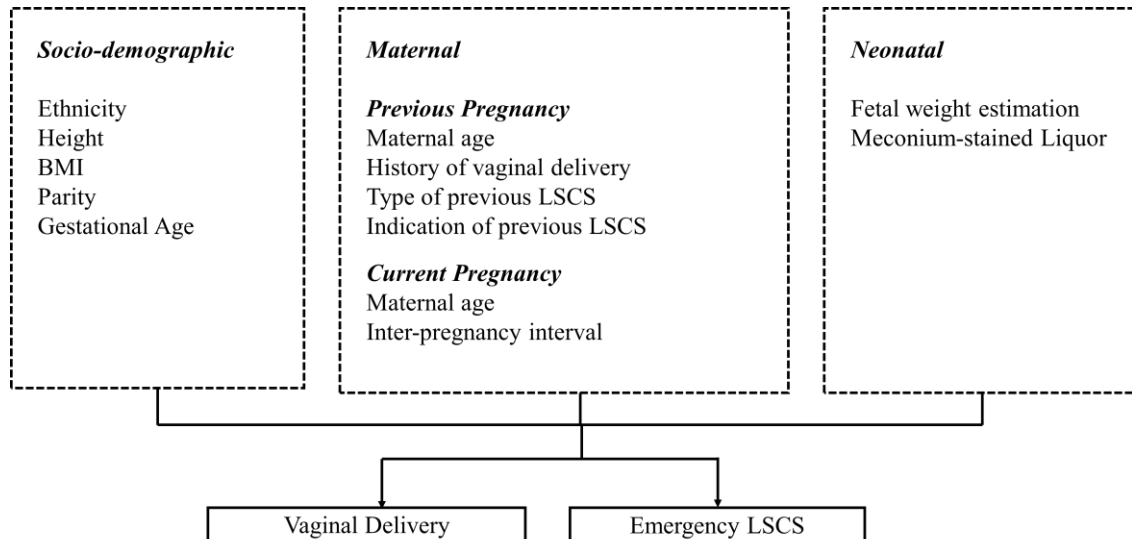 Socio-demographic
Ethnicity
Height
BMI
Parity
Gestational Age
Maternal
Previous Pregnancy
Maternal age
History of vaginal delivery
Type of previous LSCS
Indication of previous LSCS
Current Pregnancy
Maternal age
Inter-pregnancy interval
Neonatal
Fetal weight estimation
Meconium-stained Liquor
Vaginal Delivery
Emergency LSCS